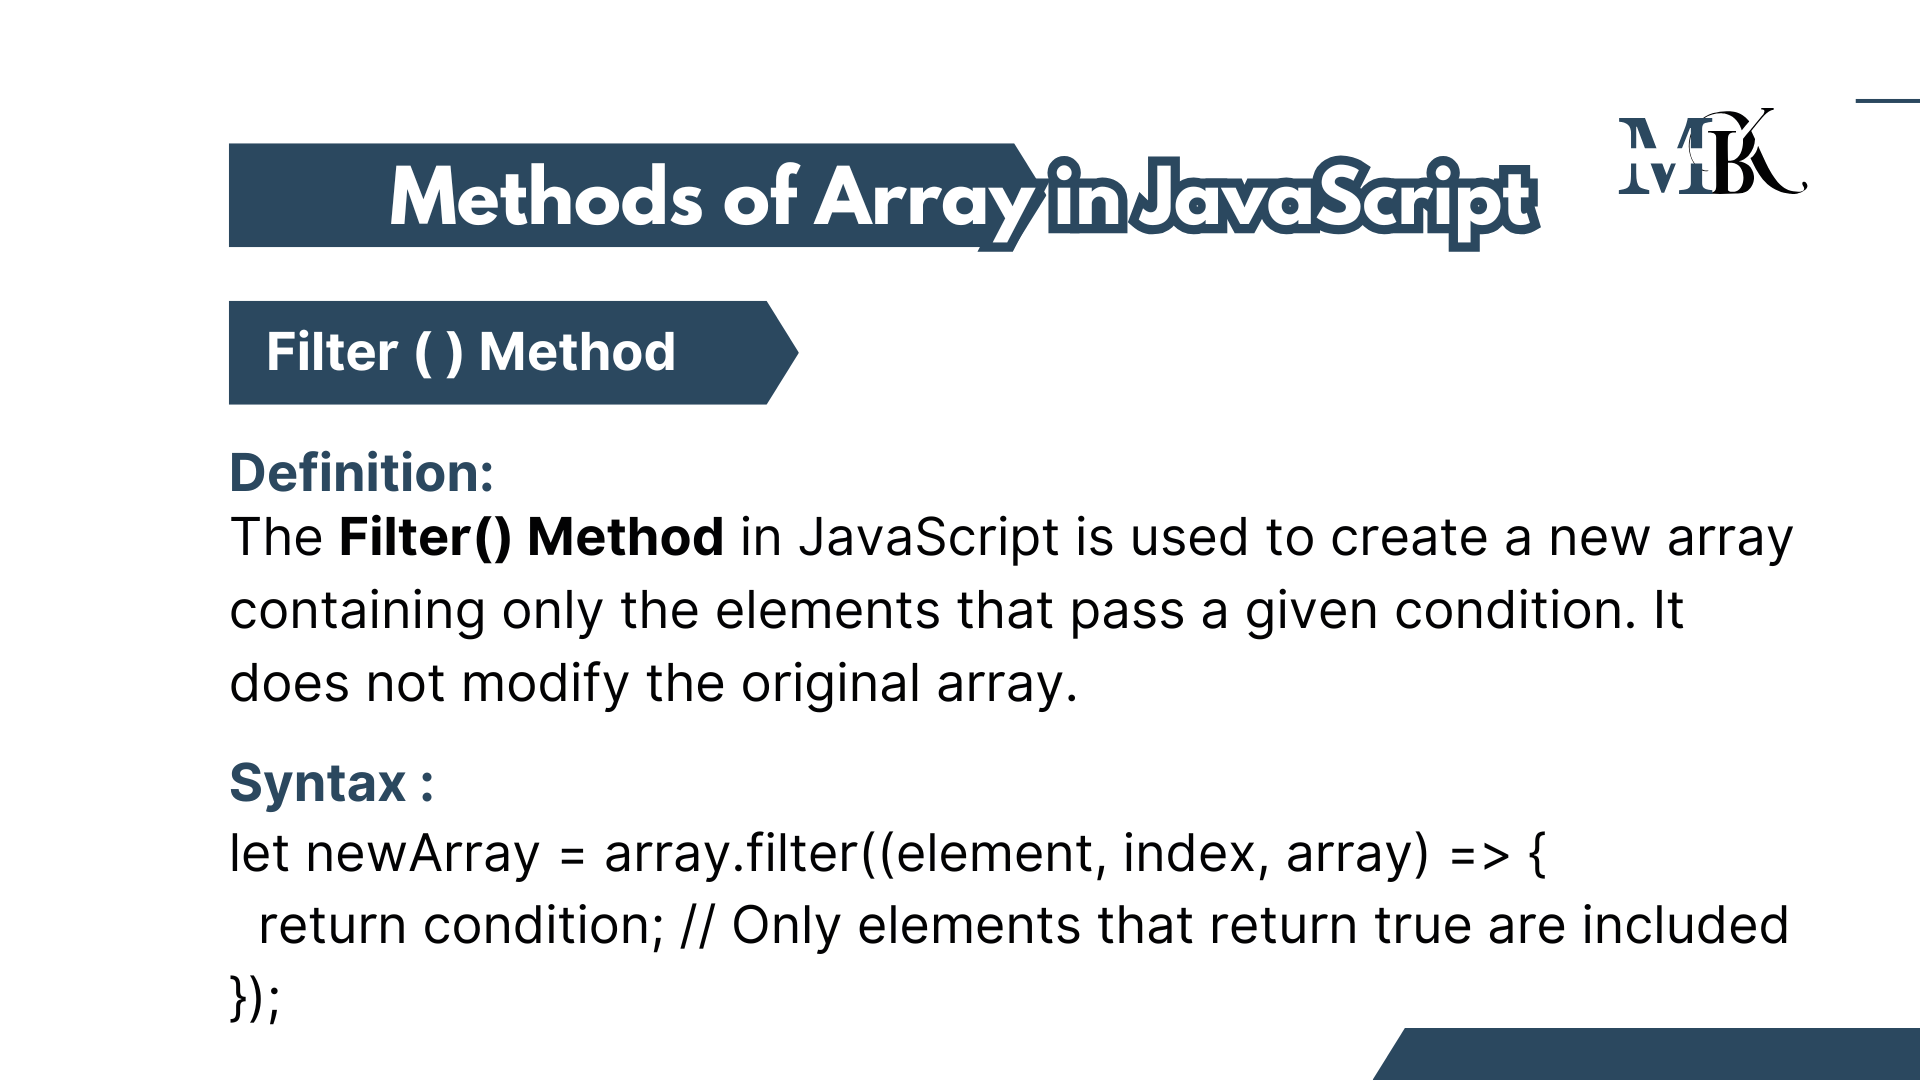 Methods of Array in JavaScript
MBK
Filter ( ) Method
Definition:
The Filter() Method in JavaScript is used to create a new array
containing only the elements that pass a given condition. It
does not modify the original array.
Syntax :
let newArray = array.filter((element, index, array) => {
  return condition; // Only elements that return true are included
});